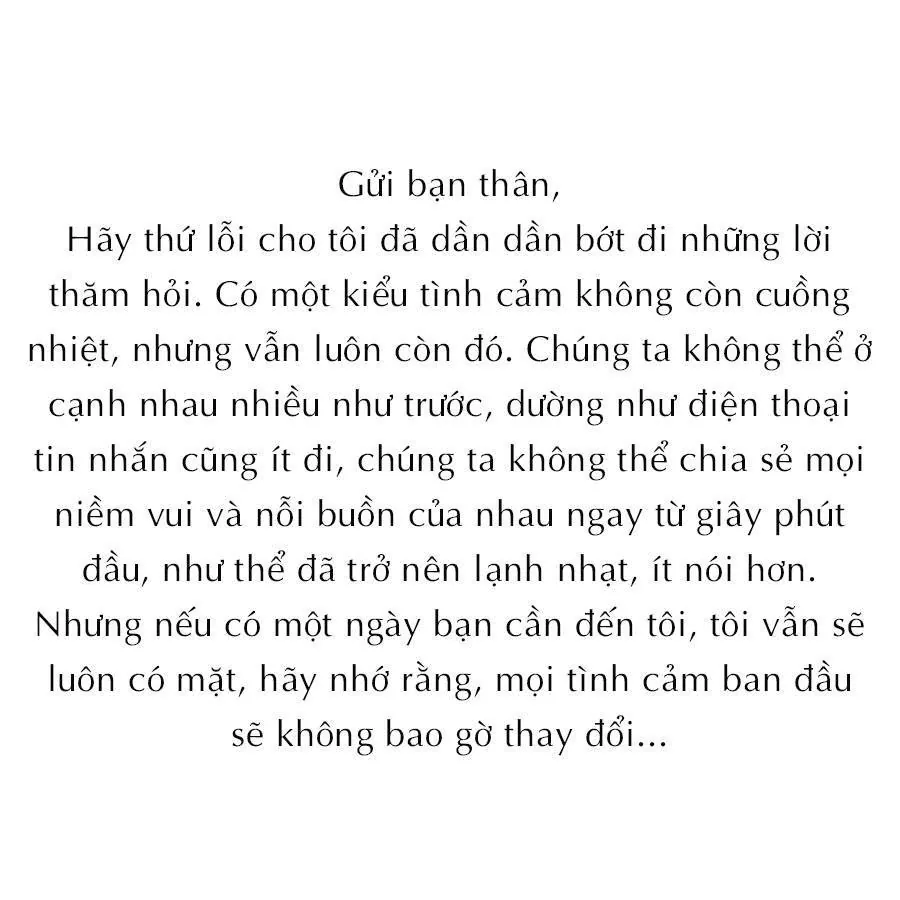 Gửi bạn thân,
Hãy thứ lỗi cho tôi đã dần dần bớt đi những lời
thăm hỏi. Có một kiểu tình cảm không còn cuồng
nhiệt, nhưng vẫn luôn còn đó. Chúng ta không thể ở
cạnh nhau nhiều như trước, dường như điện thoại
tin nhắn cũng ít đi, chúng ta không thể chia sẻ mọi
niềm vui và nỗi buồn của nhau ngay từ giây phút
đầu, như thể đã trở nên lạnh nhạt, ít nói hơn.
Nhưng nếu có một ngày bạn cần đến tôi, tôi vẫn sẽ
luôn có mặt, hãy nhớ rằng, mọi tình cảm ban đầu
sẽ không bao gờ thay đổi...